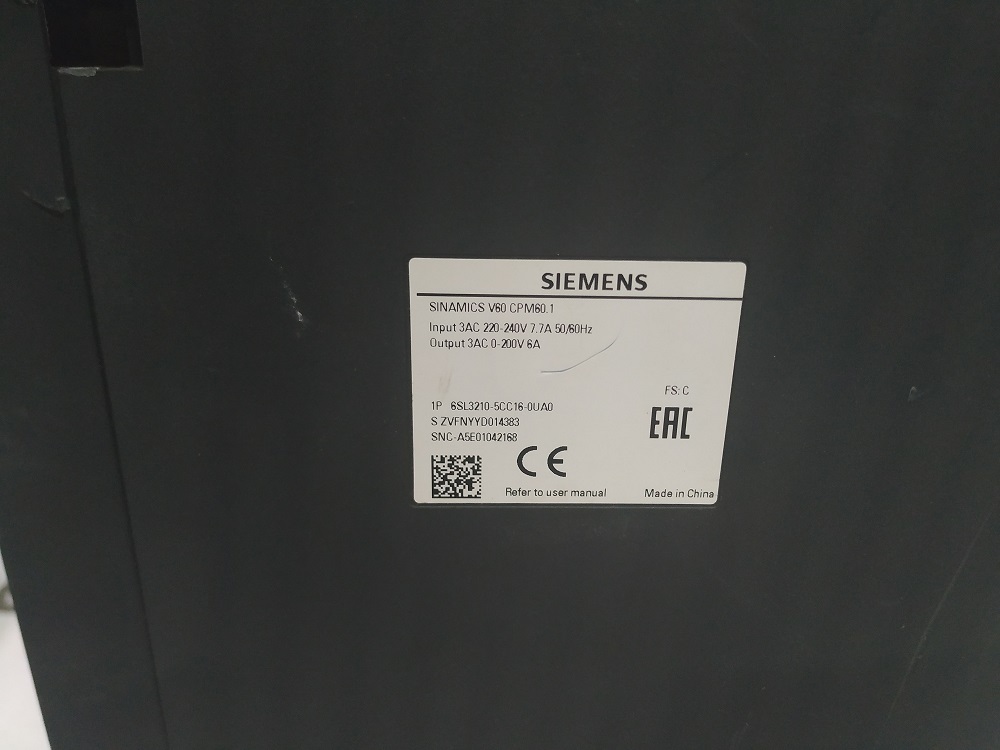 SIEMENS
SINAMICS V60 CPM60.1
Input 3AC 220-240V 7.7A 50/60Hz
Output 3AC 0-200V 6A
FS: C
1P 6SL3210-5CC16-0UA0
S ZVFNYYD014383
SNC-A5E01042168
EAC
CE
Refer to user manual
Made in China